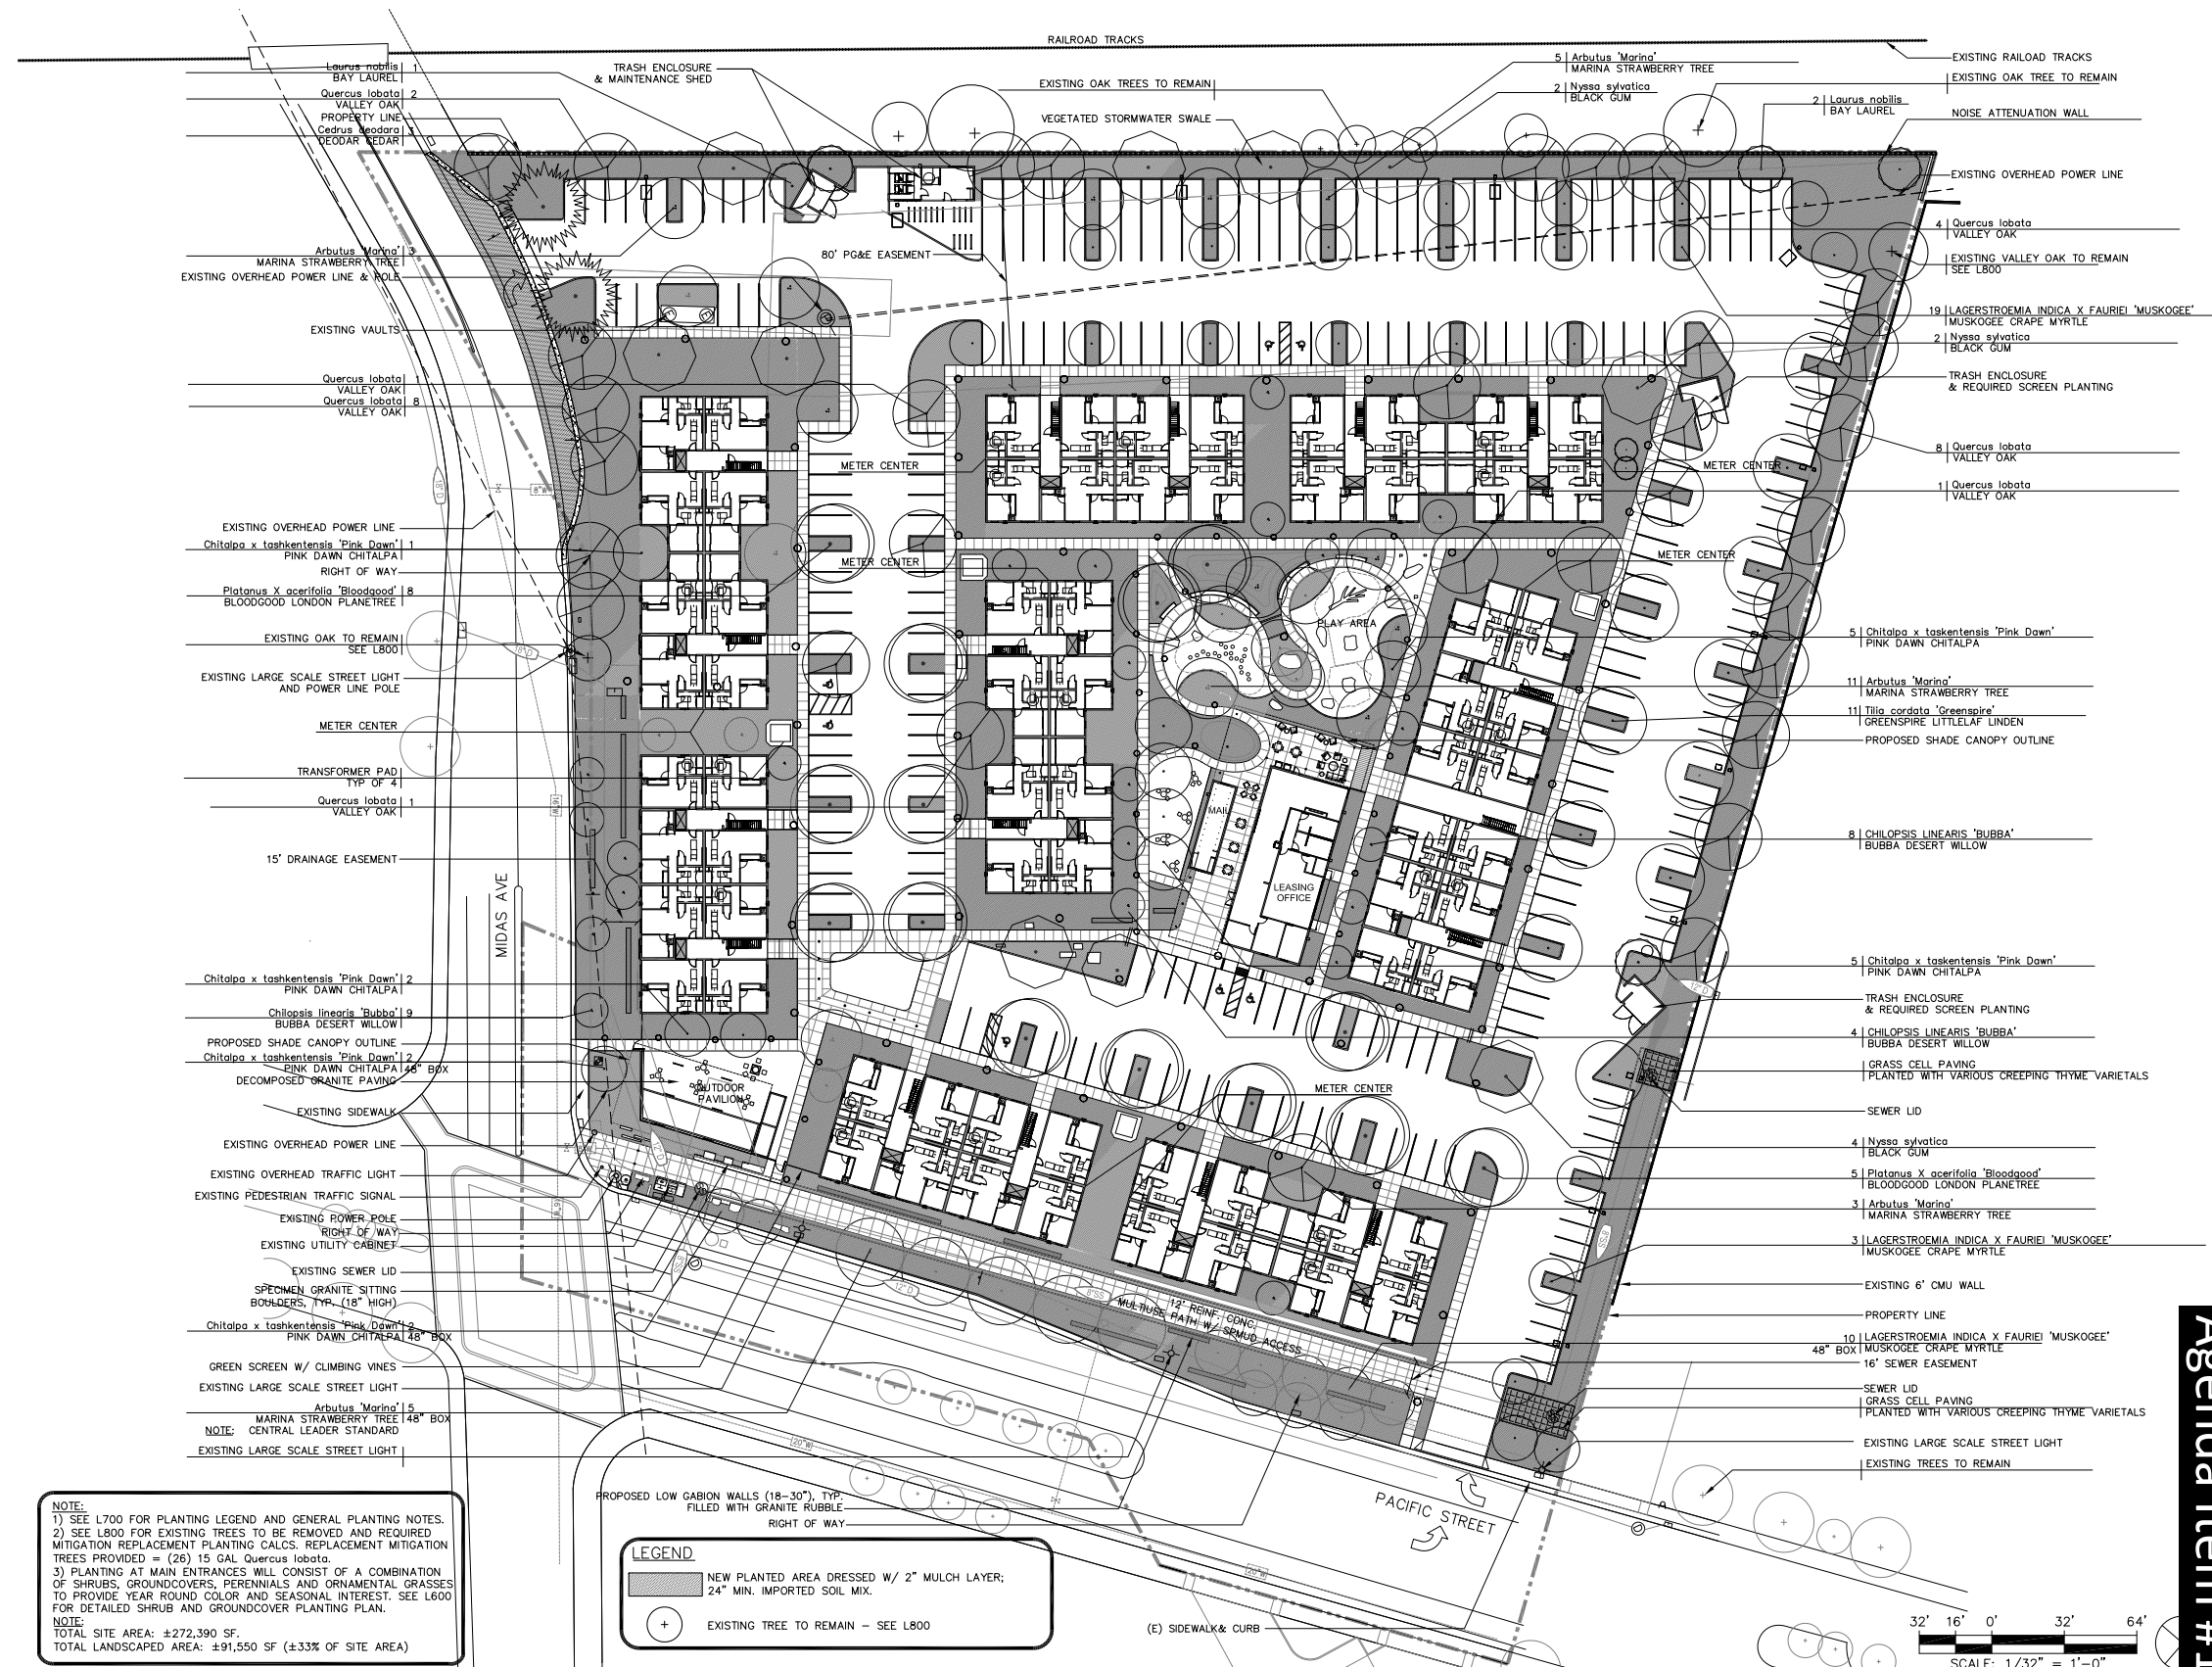 RAILROAD TRACKS
Laurus nobilis 1
BAY LAUREL
Quercus lobata 2
VALLEY OAK
PROPERTY LINE
Cedrus deodara 3
DEODAR CEDAR
TRASH ENCLOSURE
& MAINTENANCE SHED
EXISTING OAK TREES TO REMAIN
VEGETATED STORMWATER SWALE
5 Arbutus 'Marina'
MARINA STRAWBERRY TREE
2 Nyssa sylvatica
BLACK GUM
EXISTING RAILOAD TRACKS
EXISTING OAK TREE TO REMAIN
2 Laurus nobilis
BAY LAUREL
NOISE ATTENUATION WALL
EXISTING OVERHEAD POWER LINE
Arbutus 'Marina' 3
MARINA STRAWBERRY TREE
EXISTING OVERHEAD POWER LINE & POLE
80' PG&E EASEMENT
EXISTING VAULTS
Quercus lobata 1
VALLEY OAK
Quercus lobata 8
VALLEY OAK
METER CENTER
METER CENTER
METER CENTER
METER CENTER
EXISTING OVERHEAD POWER LINE
Chitalpa x tashkentensis 'Pink Dawn' 1
PINK DAWN CHITALPA
RIGHT OF WAY
Platanus X acerifolia 'Bloodgood' 8
BLOODGOOD LONDON PLANETREE
EXISTING OAK TO REMAIN
SEE L800
EXISTING LARGE SCALE STREET LIGHT
AND POWER LINE POLE
METER CENTER
TRANSFORMER PAD
TYP OF 4
Quercus lobata 1
VALLEY OAK
15' DRAINAGE EASEMENT
MIDAS AVE
Chitalpa x tashkentensis 'Pink Dawn' 2
PINK DAWN CHITALPA
Chilopsis linearis 'Bubba' 9
BUBBA DESERT WILLOW
PROPOSED SHADE CANOPY OUTLINE
Chitalpa x tashkentensis 'Pink Dawn' 2
PINK DAWN CHITALPA 48" BOX
DECOMPOSED GRANITE PAVING
EXISTING SIDEWALK
EXISTING OVERHEAD POWER LINE
EXISTING OVERHEAD TRAFFIC LIGHT
EXISTING PEDESTRIAN TRAFFIC SIGNAL
EXISTING POWER POLE
RIGHT OF WAY
EXISTING UTILITY CABINET
EXISTING SEWER LID
SPECIMEN GRANITE SITTING
BOULDERS, TYP. (18" HIGH)
Chitalpa x tashkentensis 'Pink Dawn' 2
PINK DAWN CHITALPA 48" BOX
GREEN SCREEN W/ CLIMBING VINES
EXISTING LARGE SCALE STREET LIGHT
Arbutus 'Marina' 5
MARINA STRAWBERRY TREE 48" BOX
NOTE: CENTRAL LEADER STANDARD
EXISTING LARGE SCALE STREET LIGHT
PLAY AREA
MAIL
LEASING
OFFICE
OUTDOOR
PAVILION
METER CENTER
12' REINF. CONC.
MULTIUSE PATH W/ SPMUD ACCESS
4 Quercus lobata
VALLEY OAK
EXISTING VALLEY OAK TO REMAIN
SEE L800
19 LAGERSTROEMIA INDICA X FAURIEI 'MUSKOGEE'
MUSKOGEE CRAPE MYRTLE
2 Nyssa sylvatica
BLACK GUM
TRASH ENCLOSURE
& REQUIRED SCREEN PLANTING
8 Quercus lobata
VALLEY OAK
1 Quercus lobata
VALLEY OAK
5 Chitalpa x taskentensis 'Pink Dawn'
PINK DAWN CHITALPA
11 Arbutus 'Marina'
MARINA STRAWBERRY TREE
11 Tilia cordata 'Greenspire'
GREENSPIRE LITTLELAF LINDEN
PROPOSED SHADE CANOPY OUTLINE
8 CHILOPSIS LINEARIS 'BUBBA'
BUBBA DESERT WILLOW
5 Chitalpa x taskentensis 'Pink Dawn'
PINK DAWN CHITALPA
TRASH ENCLOSURE
& REQUIRED SCREEN PLANTING
4 CHILOPSIS LINEARIS 'BUBBA'
BUBBA DESERT WILLOW
GRASS CELL PAVING
PLANTED WITH VARIOUS CREEPING THYME VARIETALS
SEWER LID
4 Nyssa sylvatica
BLACK GUM
5 Platanus X acerifolia 'Bloodgood'
BLOODGOOD LONDON PLANETREE
3 Arbutus 'Marina'
MARINA STRAWBERRY TREE
3 LAGERSTROEMIA INDICA X FAURIEI 'MUSKOGEE'
MUSKOGEE CRAPE MYRTLE
EXISTING 6' CMU WALL
PROPERTY LINE
10 LAGERSTROEMIA INDICA X FAURIEI 'MUSKOGEE'
48" BOX MUSKOGEE CRAPE MYRTLE
16' SEWER EASEMENT
SEWER LID
GRASS CELL PAVING
PLANTED WITH VARIOUS CREEPING THYME VARIETALS
EXISTING LARGE SCALE STREET LIGHT
EXISTING TREES TO REMAIN
PROPOSED LOW GABION WALLS (18-30"), TYP.
FILLED WITH GRANITE RUBBLE
RIGHT OF WAY
PACIFIC STREET
(E) SIDEWALK& CURB
NOTE:
1) SEE L700 FOR PLANTING LEGEND AND GENERAL PLANTING NOTES.
2) SEE L800 FOR EXISTING TREES TO BE REMOVED AND REQUIRED
MITIGATION REPLACEMENT PLANTING CALCS. REPLACEMENT MITIGATION
TREES PROVIDED = (26) 15 GAL Quercus lobata.
3) PLANTING AT MAIN ENTRANCES WILL CONSIST OF A COMBINATION
OF SHRUBS, GROUNDCOVERS, PERENNIALS AND ORNAMENTAL GRASSES
TO PROVIDE YEAR ROUND COLOR AND SEASONAL INTEREST. SEE L600
FOR DETAILED SHRUB AND GROUNDCOVER PLANTING PLAN.
NOTE:
TOTAL SITE AREA: ±272,390 SF.
TOTAL LANDSCAPED AREA: ±91,550 SF (±33% OF SITE AREA)
LEGEND
NEW PLANTED AREA DRESSED W/ 2" MULCH LAYER;
24" MIN. IMPORTED SOIL MIX.
EXISTING TREE TO REMAIN – SEE L800
32' 16' 0' 32' 64'
SCALE: 1/32" = 1'-0"
Agenda Item #